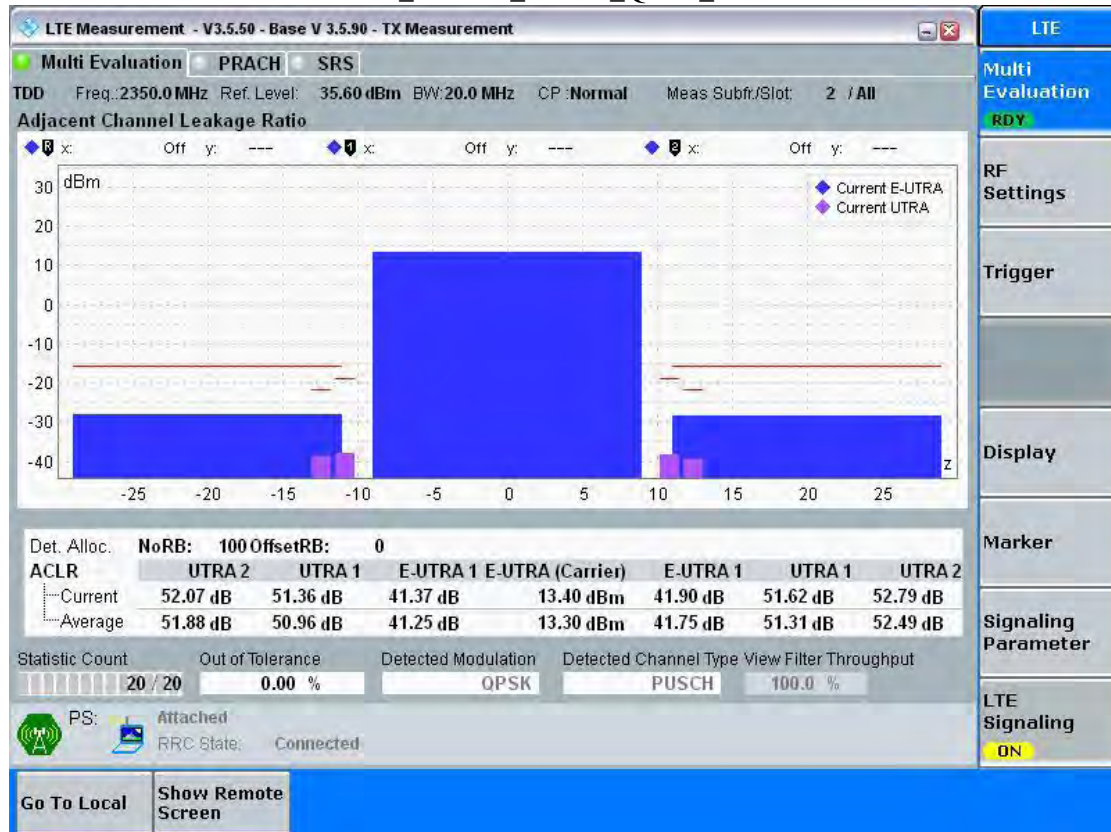 LTE Measurement - V3.5.50 - Base V 3.5.90 - TX Measurement
LTE
Multi Evaluation PRACH SRS
Multi Evaluation
RDY
TDD Freq.:2350.0 MHz Ref. Level: 35.60 dBm BW:20.0 MHz CP :Normal Meas Subfr./Slot: 2 / All
Adjacent Channel Leakage Ratio
R x: Off y: --- 1 x: Off y: --- 2 x: Off y: ---
dBm
Current E-UTRA
Current UTRA
30
20
10
0
-10
-20
-30
-40
z
-25 -20 -15 -10 -5 0 5 10 15 20 25
RF
Settings
Trigger
Display
Marker
Signaling
Parameter
LTE
Signaling
ON
Det. Alloc. NoRB: 100 OffsetRB: 0
ACLR UTRA 2 UTRA 1 E-UTRA 1 E-UTRA (Carrier) E-UTRA 1 UTRA 1 UTRA 2
Current 52.07 dB 51.36 dB 41.37 dB 13.40 dBm 41.90 dB 51.62 dB 52.79 dB
Average 51.88 dB 50.96 dB 41.25 dB 13.30 dBm 41.75 dB 51.31 dB 52.49 dB
Statistic Count Out of Tolerance Detected Modulation Detected Channel Type View Filter Throughput
20 / 20 0.00 % QPSK PUSCH 100.0 %
PS: Attached
RRC State: Connected
Go To Local
Show Remote
Screen